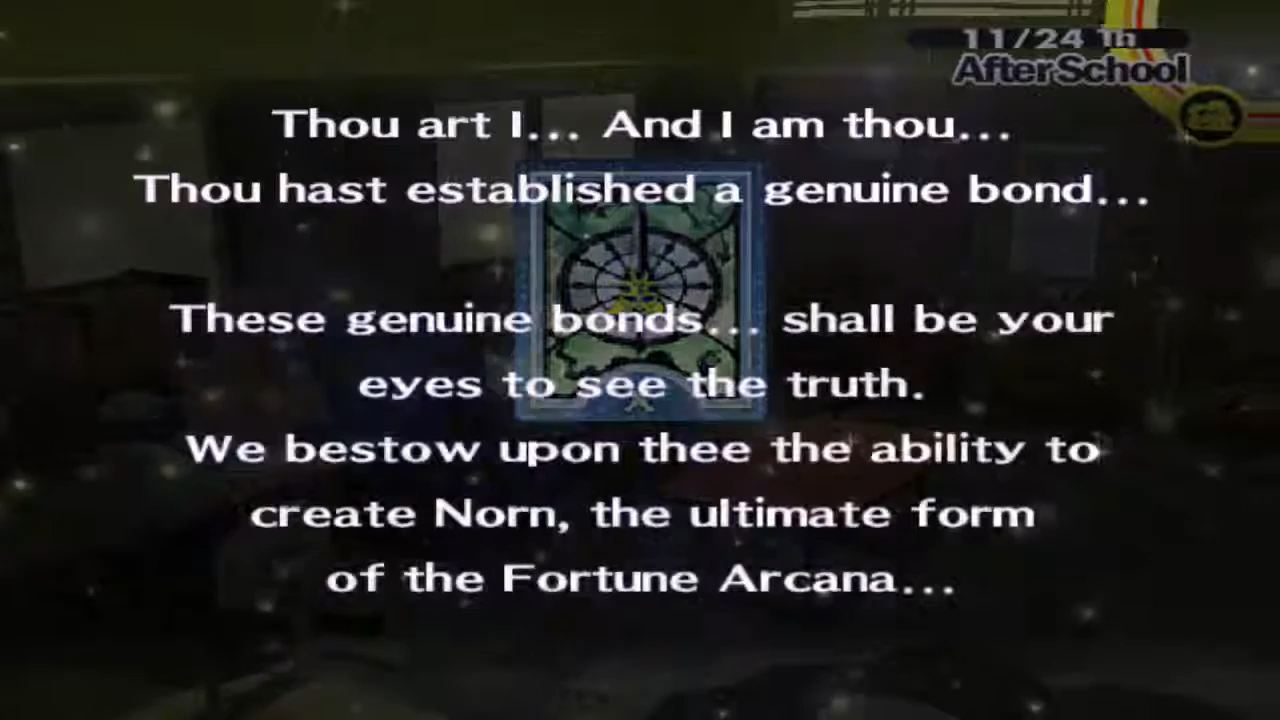 11/24 Th
AfterSchool
Thou art I... And I am thou...
Thou hast established a genuine bond...
These genuine bonds... shall be your
eyes to see the truth.
We bestow upon thee the ability to
create Norn, the ultimate form
of the Fortune Arcana...
X